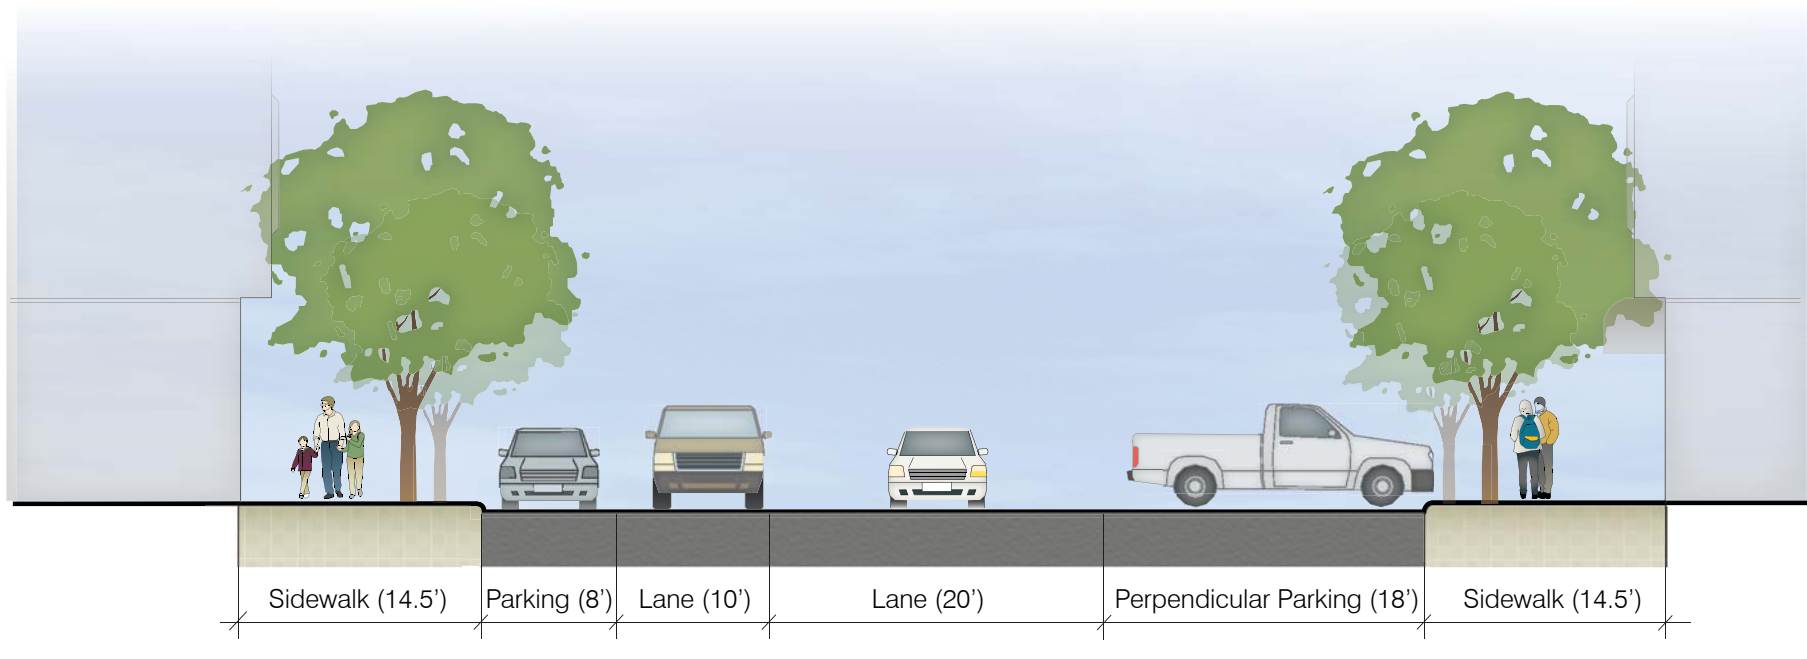 Sidewalk (14.5’) Parking (8’) Lane (10’) Lane (20’) Perpendicular Parking (18’) Sidewalk (14.5’)